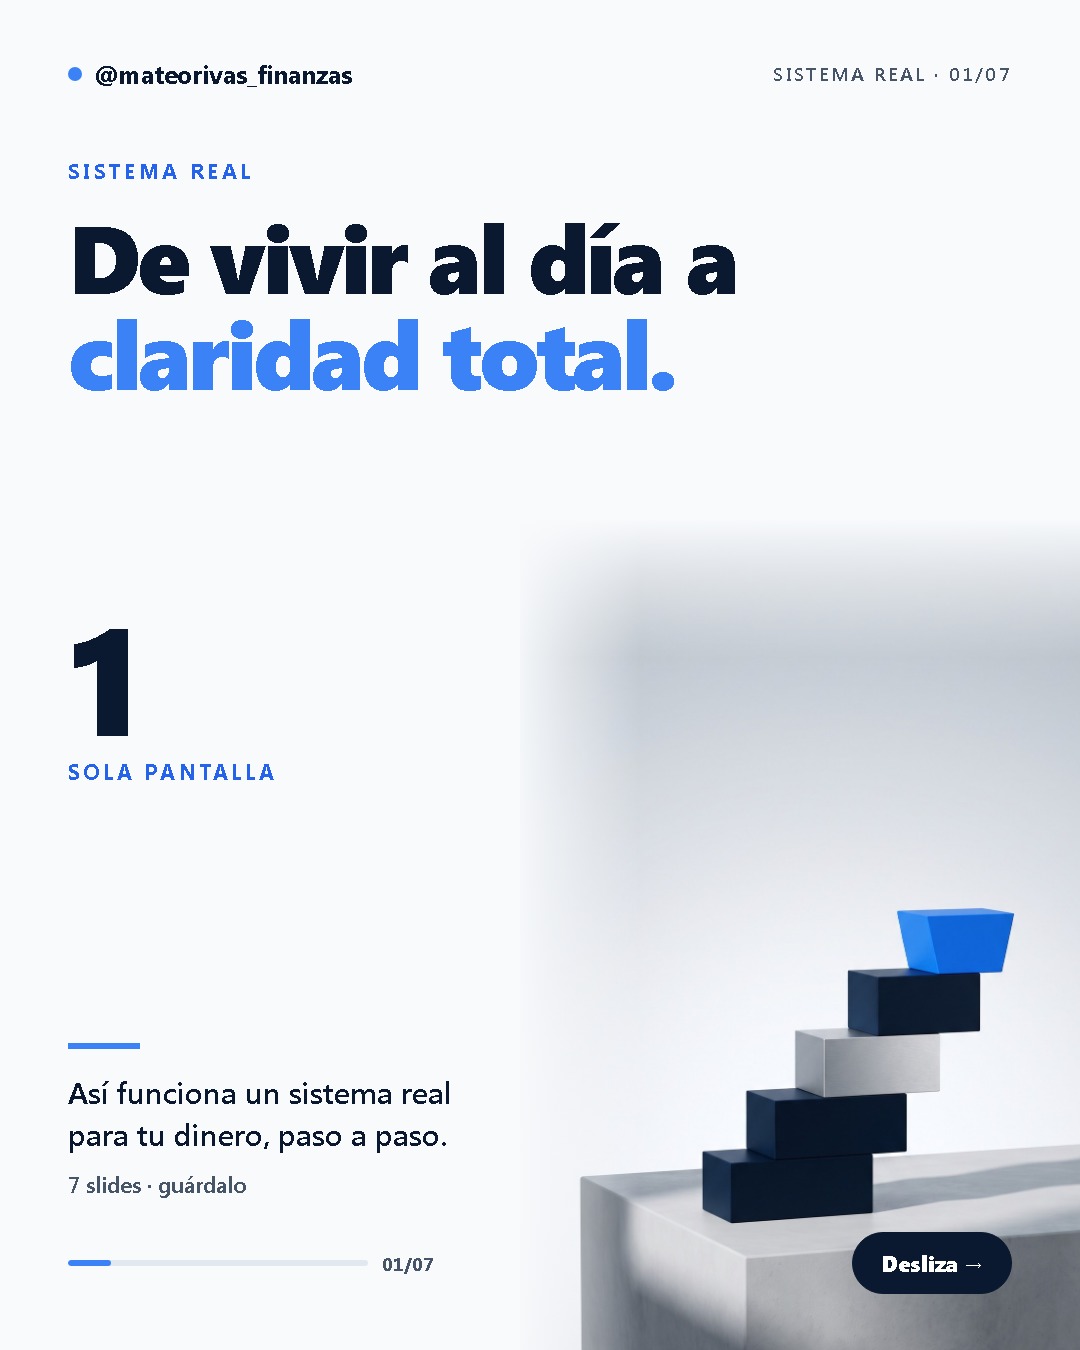 @mateorivas_finanzas
SISTEMA REAL · 01/07
SISTEMA REAL
De vivir al día a
claridad total.
1
SOLA PANTALLA
Así funciona un sistema real
para tu dinero, paso a paso.
7 slides · guárdalo
01/07
Desliza →